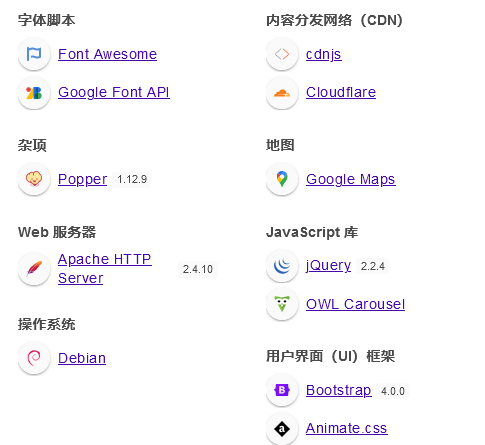 字体脚本
Font Awesome
Google Font API
杂项
Popper 1.12.9
Web 服务器
Apache HTTP
Server 2.4.10
操作系统
Debian
内容分发网络（CDN）
cdnjs
Cloudflare
地图
Google Maps
JavaScript 库
jQuery 2.2.4
OWL Carousel
用户界面（UI）框架
Bootstrap 4.0.0
Animate.css